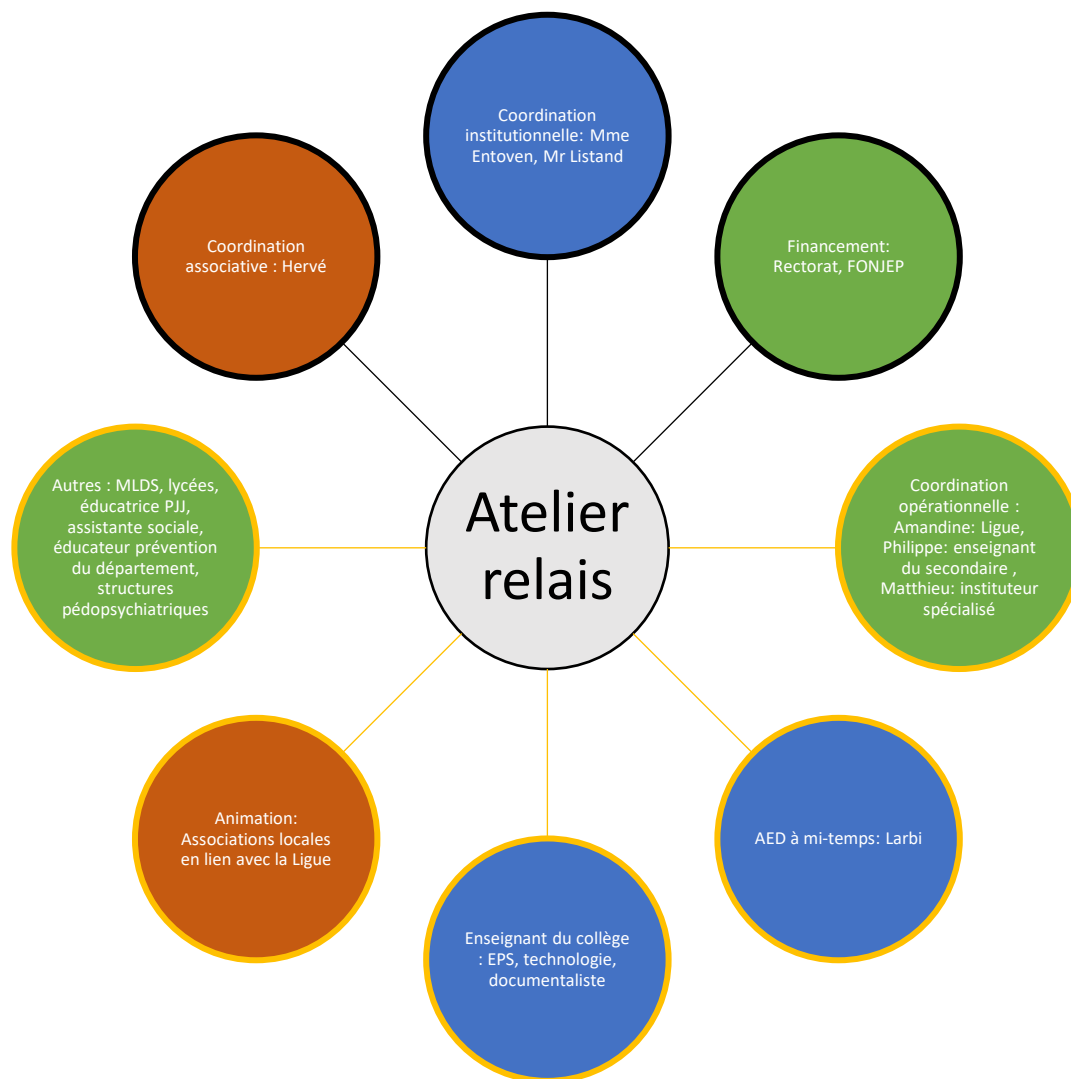 Coordination
institutionnelle: Mme
Entoven, Mr Listand
Financement:
Rectorat, FONJEP
Coordination
opérationnelle :
Amandine: Ligue,
Philippe: enseignant
du secondaire ,
Matthieu: instituteur
spécialisé
AED à mi-temps: Larbi
Enseignant du collège
: EPS, technologie,
documentaliste
Animation:
Associations locales
en lien avec la Ligue
Autres : MLDS, lycées,
éducatrice PJJ,
assistante sociale,
éducateur prévention
du département,
structures
pédopsychiatriques
Coordination
associative : Hervé
Atelier
relais